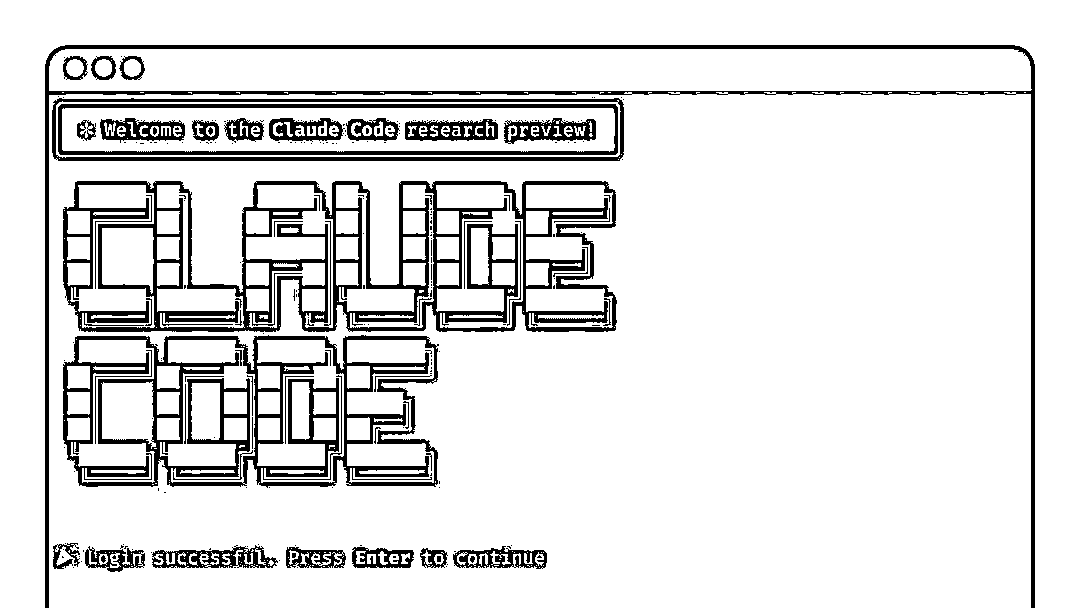 ✻ Welcome to the Claude Code research preview!
CLAUDE
CODE
Login successful. Press Enter to continue